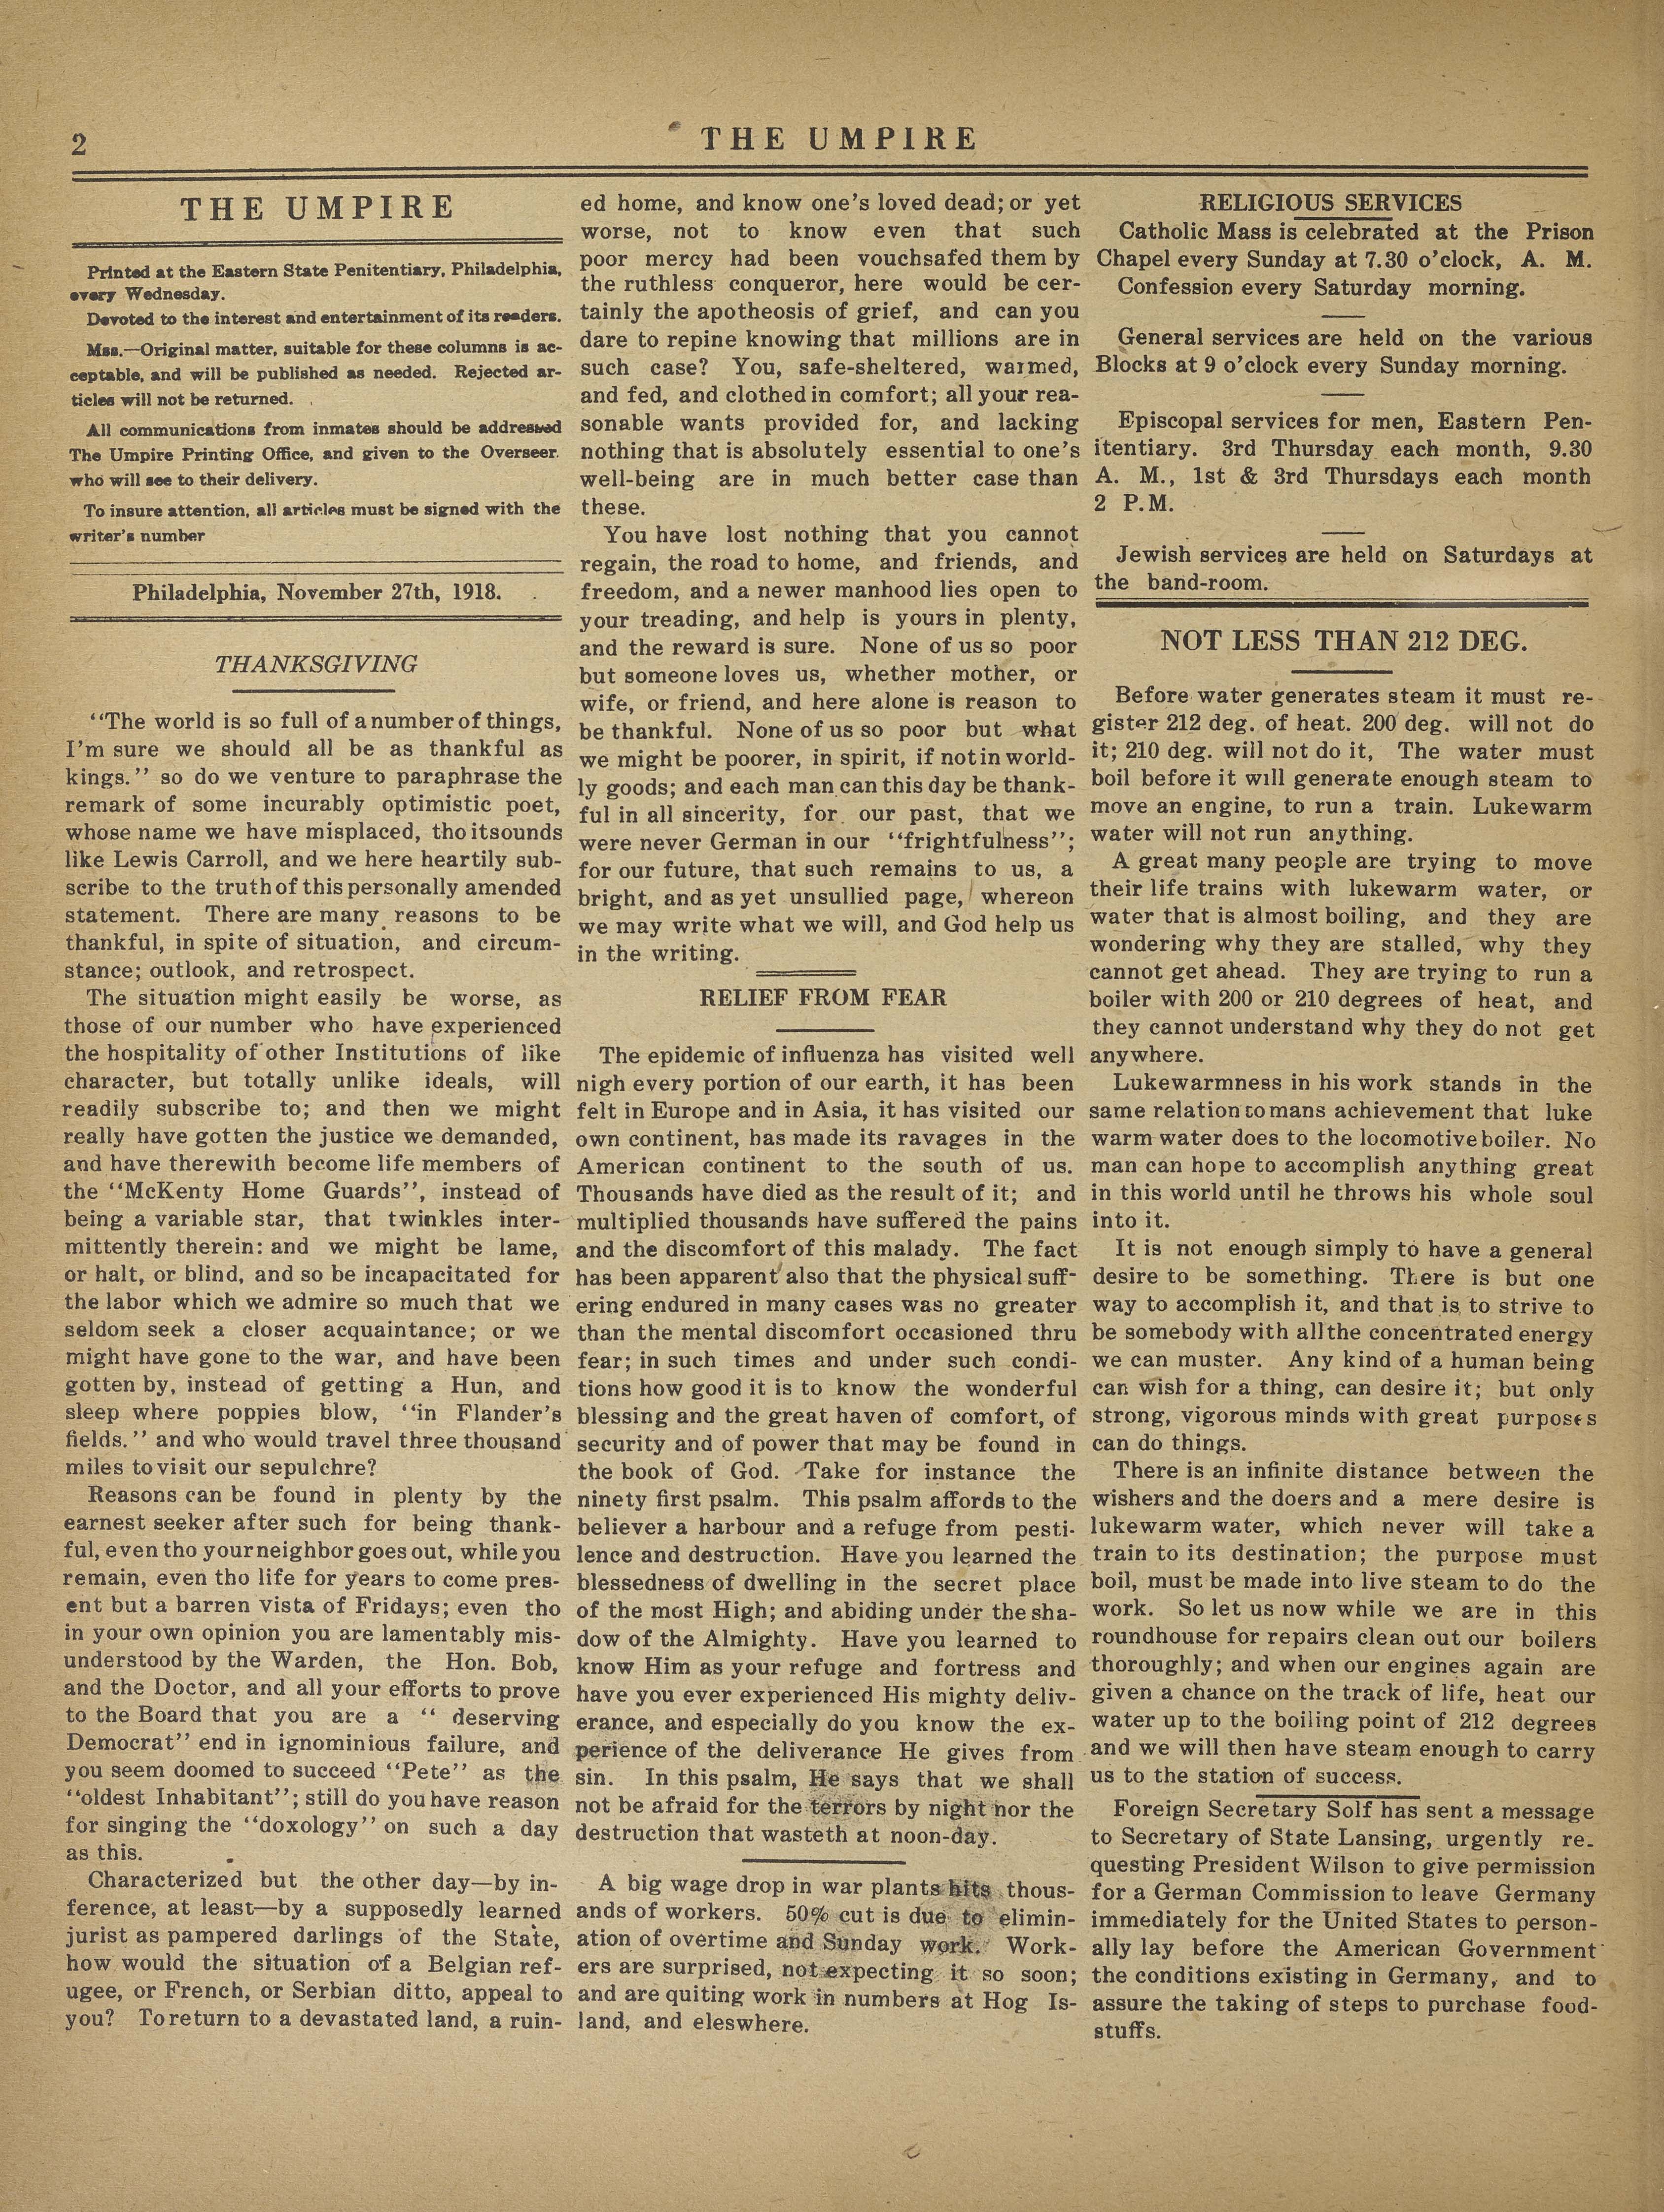 2
THE UMPIRE
THE UMPIRE
Printed at the Eastern State Penitentiary, Philadelphia,
every Wednesday.
Devoted to the interest and entertainment of its readers.
Mss.—Original matter, suitable for these columns is ac-
ceptable, and will be published as needed. Rejected ar-
ticles will not be returned.
All communications from inmates should be addressed
The Umpire Printing Office, and given to the Overseer.
who will see to their delivery.
To insure attention, all articles must be signed with the
writer's number
Philadelphia, November 27th, 1918.
THANKSGIVING
"The world is so full of a number of things,
I'm sure we should all be as thankful as
kings." so do we venture to paraphrase the
remark of some incurably optimistic poet,
whose name we have misplaced, tho it sounds
like Lewis Carroll, and we here heartily sub-
scribe to the truth of this personally amended
statement. There are many reasons to be
thankful, in spite of situation, and circum-
stance; outlook, and retrospect.
The situation might easily be worse, as
those of our number who have experienced
the hospitality of other Institutions of like
character, but totally unlike ideals, will
readily subscribe to; and then we might
really have gotten the justice we demanded,
and have therewith become life members of
the "McKenty Home Guards", instead of
being a variable star, that twinkles inter-
mittently therein: and we might be lame,
or halt, or blind, and so be incapacitated for
the labor which we admire so much that we
seldom seek a closer acquaintance; or we
might have gone to the war, and have been
gotten by, instead of getting a Hun, and
sleep where poppies blow, "in Flander's
fields." and who would travel three thousand
miles to visit our sepulchre?
Reasons can be found in plenty by the
earnest seeker after such for being thank-
ful, even tho your neighbor goes out, while you
remain, even tho life for years to come pres-
ent but a barren vista of Fridays; even tho
in your own opinion you are lamentably mis-
understood by the Warden, the Hon. Bob,
and the Doctor, and all your efforts to prove
to the Board that you are a " deserving
Democrat" end in ignominious failure, and
you seem doomed to succeed "Pete" as the
"oldest Inhabitant"; still do you have reason
for singing the "doxology" on such a day
as this.
Characterized but the other day—by in-
ference, at least—by a supposedly learned
jurist as pampered darlings of the State,
how would the situation of a Belgian ref-
ugee, or French, or Serbian ditto, appeal to
you? To return to a devastated land, a ruin-
ed home, and know one's loved dead; or yet
worse, not to know even that such
poor mercy had been vouchsafed them by
the ruthless conqueror, here would be cer-
tainly the apotheosis of grief, and can you
dare to repine knowing that millions are in
such case? You, safe-sheltered, warmed,
and fed, and clothed in comfort; all your rea-
sonable wants provided for, and lacking
nothing that is absolutely essential to one's
well-being are in much better case than
these.
You have lost nothing that you cannot
regain, the road to home, and friends, and
freedom, and a newer manhood lies open to
your treading, and help is yours in plenty,
and the reward is sure. None of us so poor
but someone loves us, whether mother, or
wife, or friend, and here alone is reason to
be thankful. None of us so poor but what
we might be poorer, in spirit, if not in world-
ly goods; and each man can this day be thank-
ful in all sincerity, for our past, that we
were never German in our "frightfulness";
for our future, that such remains to us, a
bright, and as yet unsullied page, whereon
we may write what we will, and God help us
in the writing.
RELIEF FROM FEAR
The epidemic of influenza has visited well
nigh every portion of our earth, it has been
felt in Europe and in Asia, it has visited our
own continent, has made its ravages in the
American continent to the south of us.
Thousands have died as the result of it; and
multiplied thousands have suffered the pains
and the discomfort of this malady. The fact
has been apparent also that the physical suff-
ering endured in many cases was no greater
than the mental discomfort occasioned thru
fear; in such times and under such condi-
tions how good it is to know the wonderful
blessing and the great haven of comfort, of
security and of power that may be found in
the book of God. Take for instance the
ninety first psalm. This psalm affords to the
believer a harbour and a refuge from pesti-
lence and destruction. Have you learned the
blessedness of dwelling in the secret place
of the most High; and abiding under the sha-
dow of the Almighty. Have you learned to
know Him as your refuge and fortress and
have you ever experienced His mighty deliv-
erance, and especially do you know the ex-
perience of the deliverance He gives from
sin. In this psalm, He says that we shall
not be afraid for the terrors by night nor the
destruction that wasteth at noon-day.
A big wage drop in war plants hits thous-
ands of workers. 50% cut is due to elimin-
ation of overtime and Sunday work. Work-
ers are surprised, not expecting it so soon;
and are quiting work in numbers at Hog Is-
land, and eleswhere.
RELIGIOUS SERVICES
Catholic Mass is celebrated at the Prison
Chapel every Sunday at 7.30 o'clock, A. M.
Confession every Saturday morning.
General services are held on the various
Blocks at 9 o'clock every Sunday morning.
Episcopal services for men, Eastern Pen-
itentiary. 3rd Thursday each month, 9.30
A. M., 1st & 3rd Thursdays each month
2 P.M.
Jewish services are held on Saturdays at
the band-room.
NOT LESS THAN 212 DEG.
Before water generates steam it must re-
gister 212 deg. of heat. 200 deg. will not do
it; 210 deg. will not do it, The water must
boil before it will generate enough steam to
move an engine, to run a train. Lukewarm
water will not run anything.
A great many people are trying to move
their life trains with lukewarm water, or
water that is almost boiling, and they are
wondering why they are stalled, why they
cannot get ahead. They are trying to run a
boiler with 200 or 210 degrees of heat, and
they cannot understand why they do not get
anywhere.
Lukewarmness in his work stands in the
same relation to mans achievement that luke
warm water does to the locomotive boiler. No
man can hope to accomplish anything great
in this world until he throws his whole soul
into it.
It is not enough simply to have a general
desire to be something. There is but one
way to accomplish it, and that is to strive to
be somebody with all the concentrated energy
we can muster. Any kind of a human being
can wish for a thing, can desire it; but only
strong, vigorous minds with great purposes
can do things.
There is an infinite distance between the
wishers and the doers and a mere desire is
lukewarm water, which never will take a
train to its destination; the purpose must
boil, must be made into live steam to do the
work. So let us now while we are in this
roundhouse for repairs clean out our boilers
thoroughly; and when our engines again are
given a chance on the track of life, heat our
water up to the boiling point of 212 degrees
and we will then have steam enough to carry
us to the station of success.
Foreign Secretary Solf has sent a message
to Secretary of State Lansing, urgently re-
questing President Wilson to give permission
for a German Commission to leave Germany
immediately for the United States to person-
ally lay before the American Government
the conditions existing in Germany, and to
assure the taking of steps to purchase food-
stuffs.